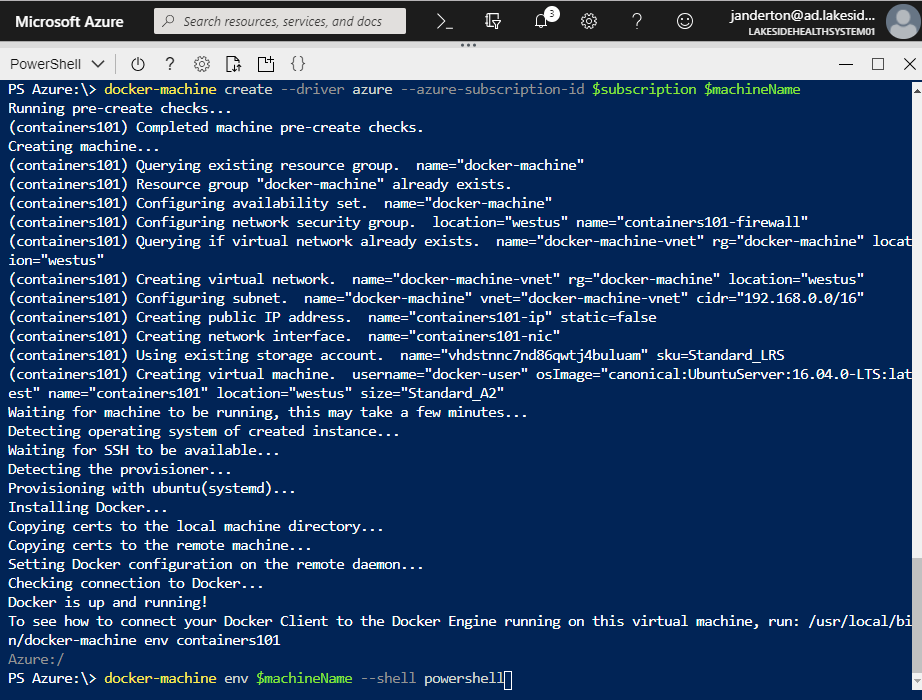 Microsoft Azure
Search resources, services, and docs
3
janderton@ad.lakesid...
LAKESIDEHEALTHSYSTEM01
PowerShell
PS Azure:\> docker-machine create --driver azure --azure-subscription-id $subscription $machineName
Running pre-create checks...
(containers101) Completed machine pre-create checks.
Creating machine...
(containers101) Querying existing resource group.  name="docker-machine"
(containers101) Resource group "docker-machine" already exists.
(containers101) Configuring availability set.  name="docker-machine"
(containers101) Configuring network security group.  location="westus" name="containers101-firewall"
(containers101) Querying if virtual network already exists.  name="docker-machine-vnet" rg="docker-machine" locat
ion="westus"
(containers101) Creating virtual network.  name="docker-machine-vnet" rg="docker-machine" location="westus"
(containers101) Configuring subnet.  name="docker-machine" vnet="docker-machine-vnet" cidr="192.168.0.0/16"
(containers101) Creating public IP address.  name="containers101-ip" static=false
(containers101) Creating network interface.  name="containers101-nic"
(containers101) Using existing storage account.  name="vhdstnnc7nd86qwtj4buluam" sku=Standard_LRS
(containers101) Creating virtual machine.  username="docker-user" osImage="canonical:UbuntuServer:16.04.0-LTS:lat
est" name="containers101" location="westus" size="Standard_A2"
Waiting for machine to be running, this may take a few minutes...
Detecting operating system of created instance...
Waiting for SSH to be available...
Detecting the provisioner...
Provisioning with ubuntu(systemd)...
Installing Docker...
Copying certs to the local machine directory...
Copying certs to the remote machine...
Setting Docker configuration on the remote daemon...
Checking connection to Docker...
Docker is up and running!
To see how to connect your Docker Client to the Docker Engine running on this virtual machine, run: /usr/local/bi
n/docker-machine env containers101
Azure:/
PS Azure:\> docker-machine env $machineName --shell powershell